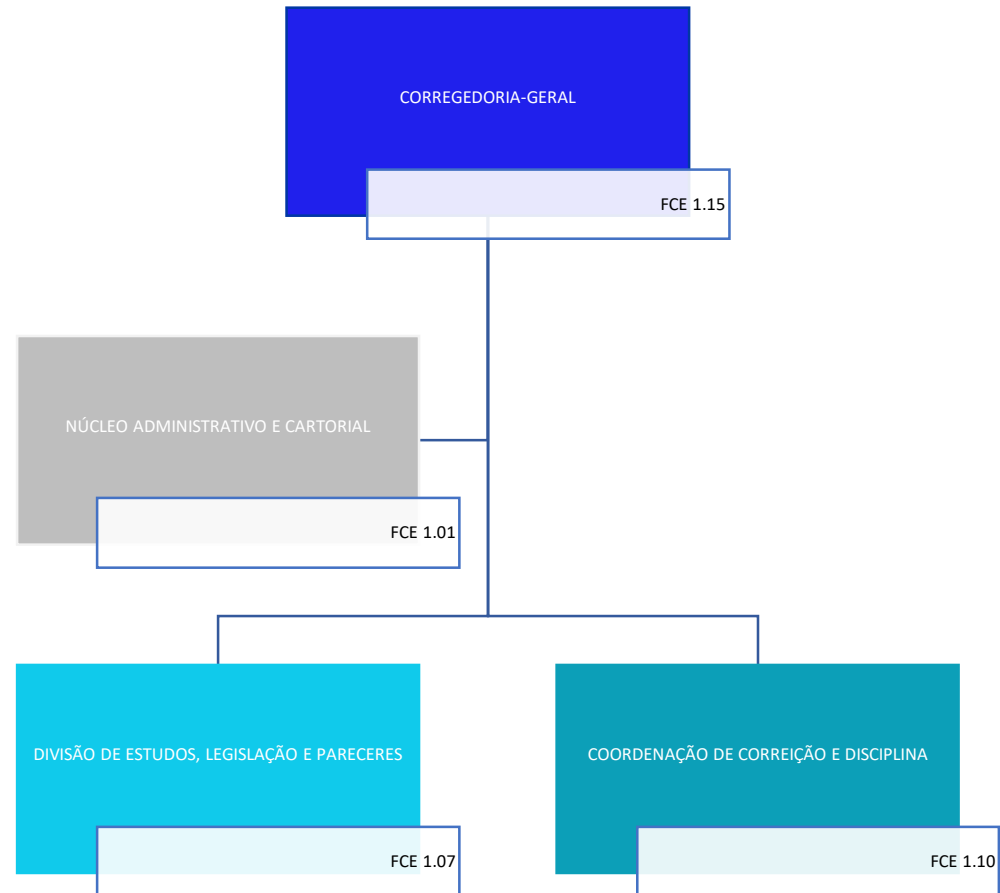 CORREGEDORIA-GERAL
FCE 1.15
NÚCLEO ADMINISTRATIVO E CARTORIAL
FCE 1.01
DIVISÃO DE ESTUDOS, LEGISLAÇÃO E PARECERES
FCE 1.07
COORDENAÇÃO DE CORREIÇÃO E DISCIPLINA
FCE 1.10